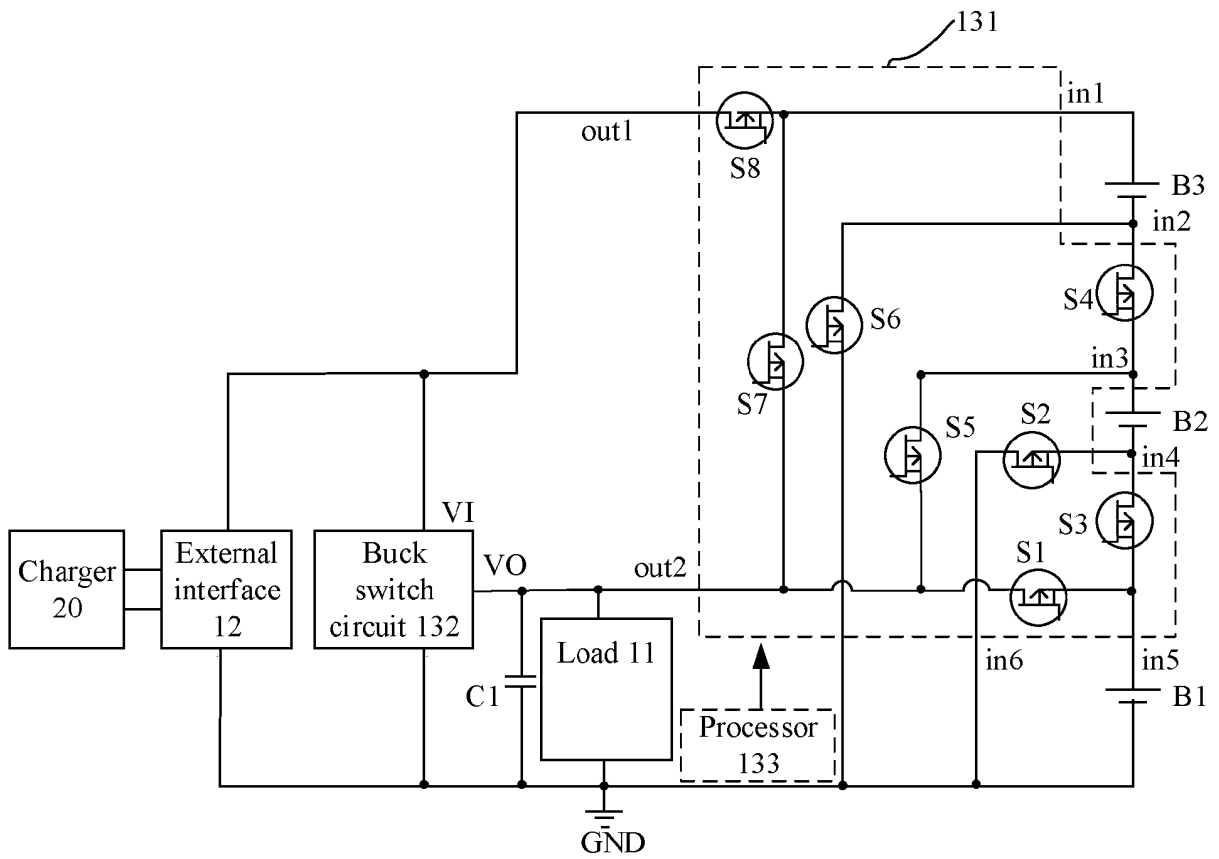 131
in1
out1
S8
B3
in2
S4
S6
in3
S7
S5
S2
B2
in4
VI
S3
Charger
20
External
interface
12
Buck
switch
circuit 132
VO
out2
S1
Load 11
in6
in5
C1
Processor
133
B1
GND